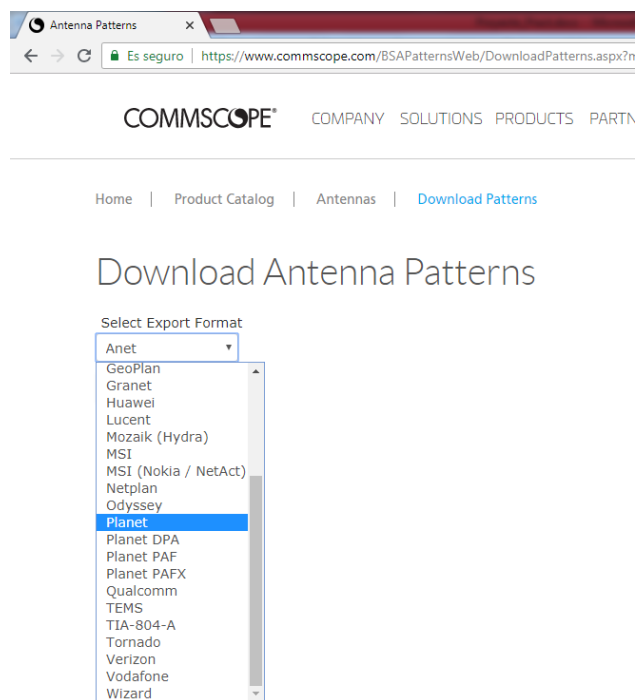 Antenna Patterns
Es seguro | https://www.commscope.com/BSAPatternsWeb/DownloadPatterns.aspx?
COMMSCOPE® COMPANY SOLUTIONS PRODUCTS PARTN
Home | Product Catalog | Antennas | Download Patterns
Download Antenna Patterns
Select Export Format
Anet
GeoPlan
Granet
Huawei
Lucent
Mozaik (Hydra)
MSI
MSI (Nokia / NetAct)
Netplan
Odyssey
Planet
Planet DPA
Planet PAF
Planet PAFX
Qualcomm
TEMS
TIA-804-A
Tornado
Verizon
Vodafone
Wizard